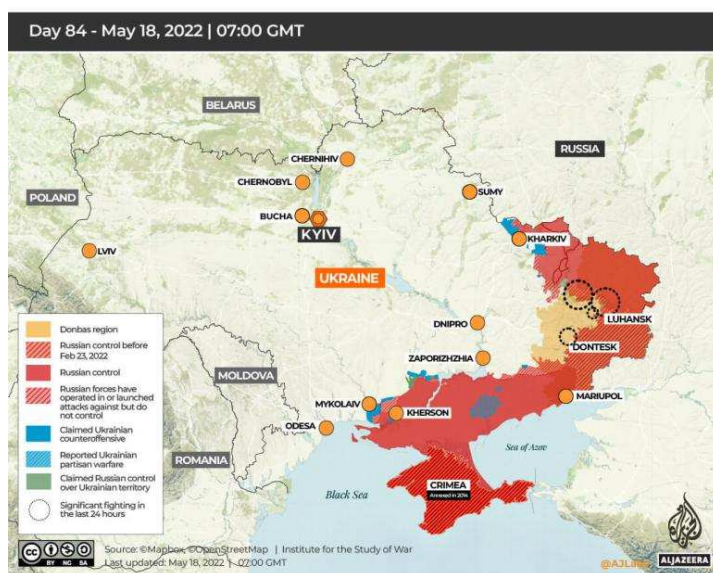 Day 84 - May 18, 2022 | 07:00 GMT
BELARUS
RUSSIA
CHERNIHIV
CHERNOBYL
SUMY
POLAND
BUCHA
KYIV
KHARKIV
LVIV
UKRAINE
LUHANSK
DNIPRO
DONTESK
ZAPORIZHZHIA
MOLDOVA
MARIUPOL
MYKOLAIV
KHERSON
ODESA
Sea of Azov
ROMANIA
Black Sea
CRIMEA
Annexed in 2014
Donbas region
Russian control before
Feb 23, 2022
Russian control
Russian forces have
operated in or launched
attacks against but do
not control
Claimed Ukrainian
counteroffensive
Reported Ukrainian
partisan warfare
Claimed Russian control
over Ukrainian territory
Significant fighting in
the last 24 hours
cc BY NC SA
Source: ©Mapbox, ©OpenStreetMap | Institute for the Study of War
Last updated: May 18, 2022 | 07:00 GMT
@AJLabs
ALJAZEERA